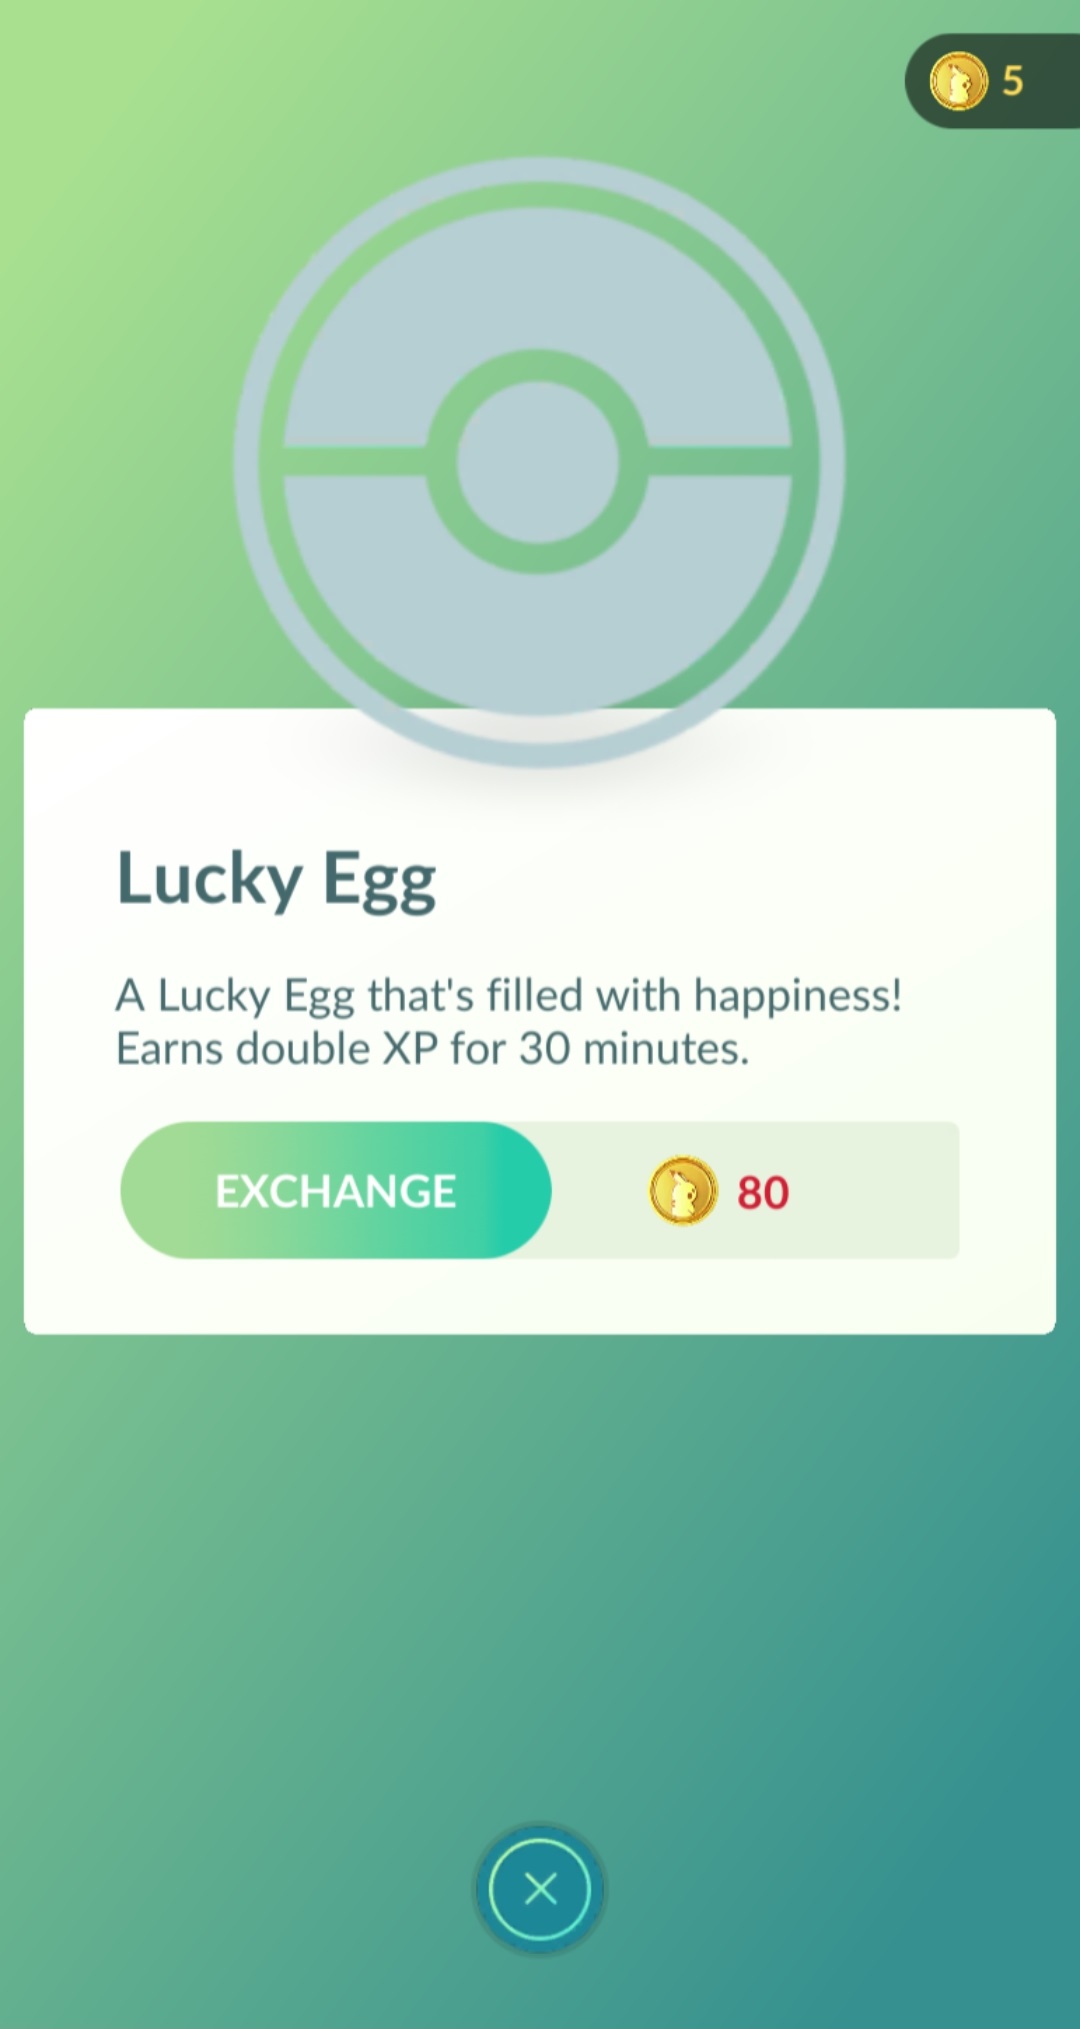 5
Lucky Egg
A Lucky Egg that's filled with happiness!
Earns double XP for 30 minutes.
EXCHANGE 80